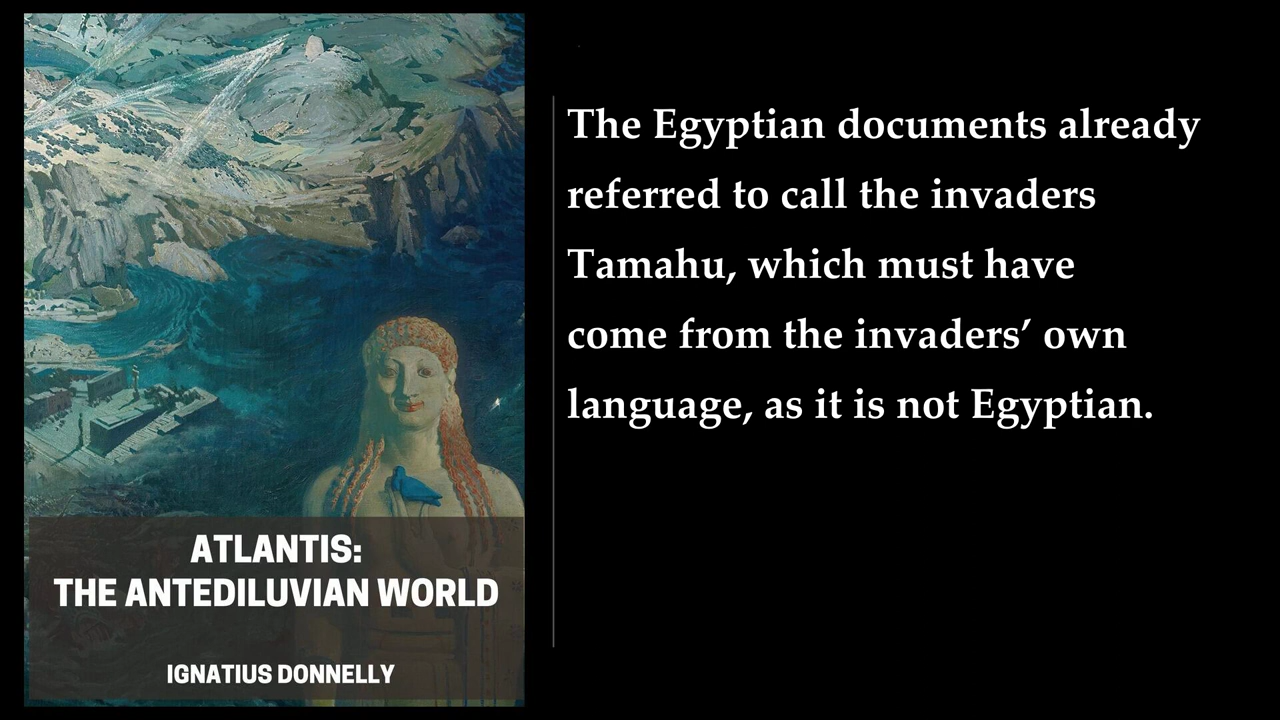 The Egyptian documents already
referred to call the invaders
Tamahu, which must have
come from the invaders’ own
language, as it is not Egyptian.
ATLANTIS:
THE ANTEDILUVIAN WORLD
IGNATIUS DONNELLY